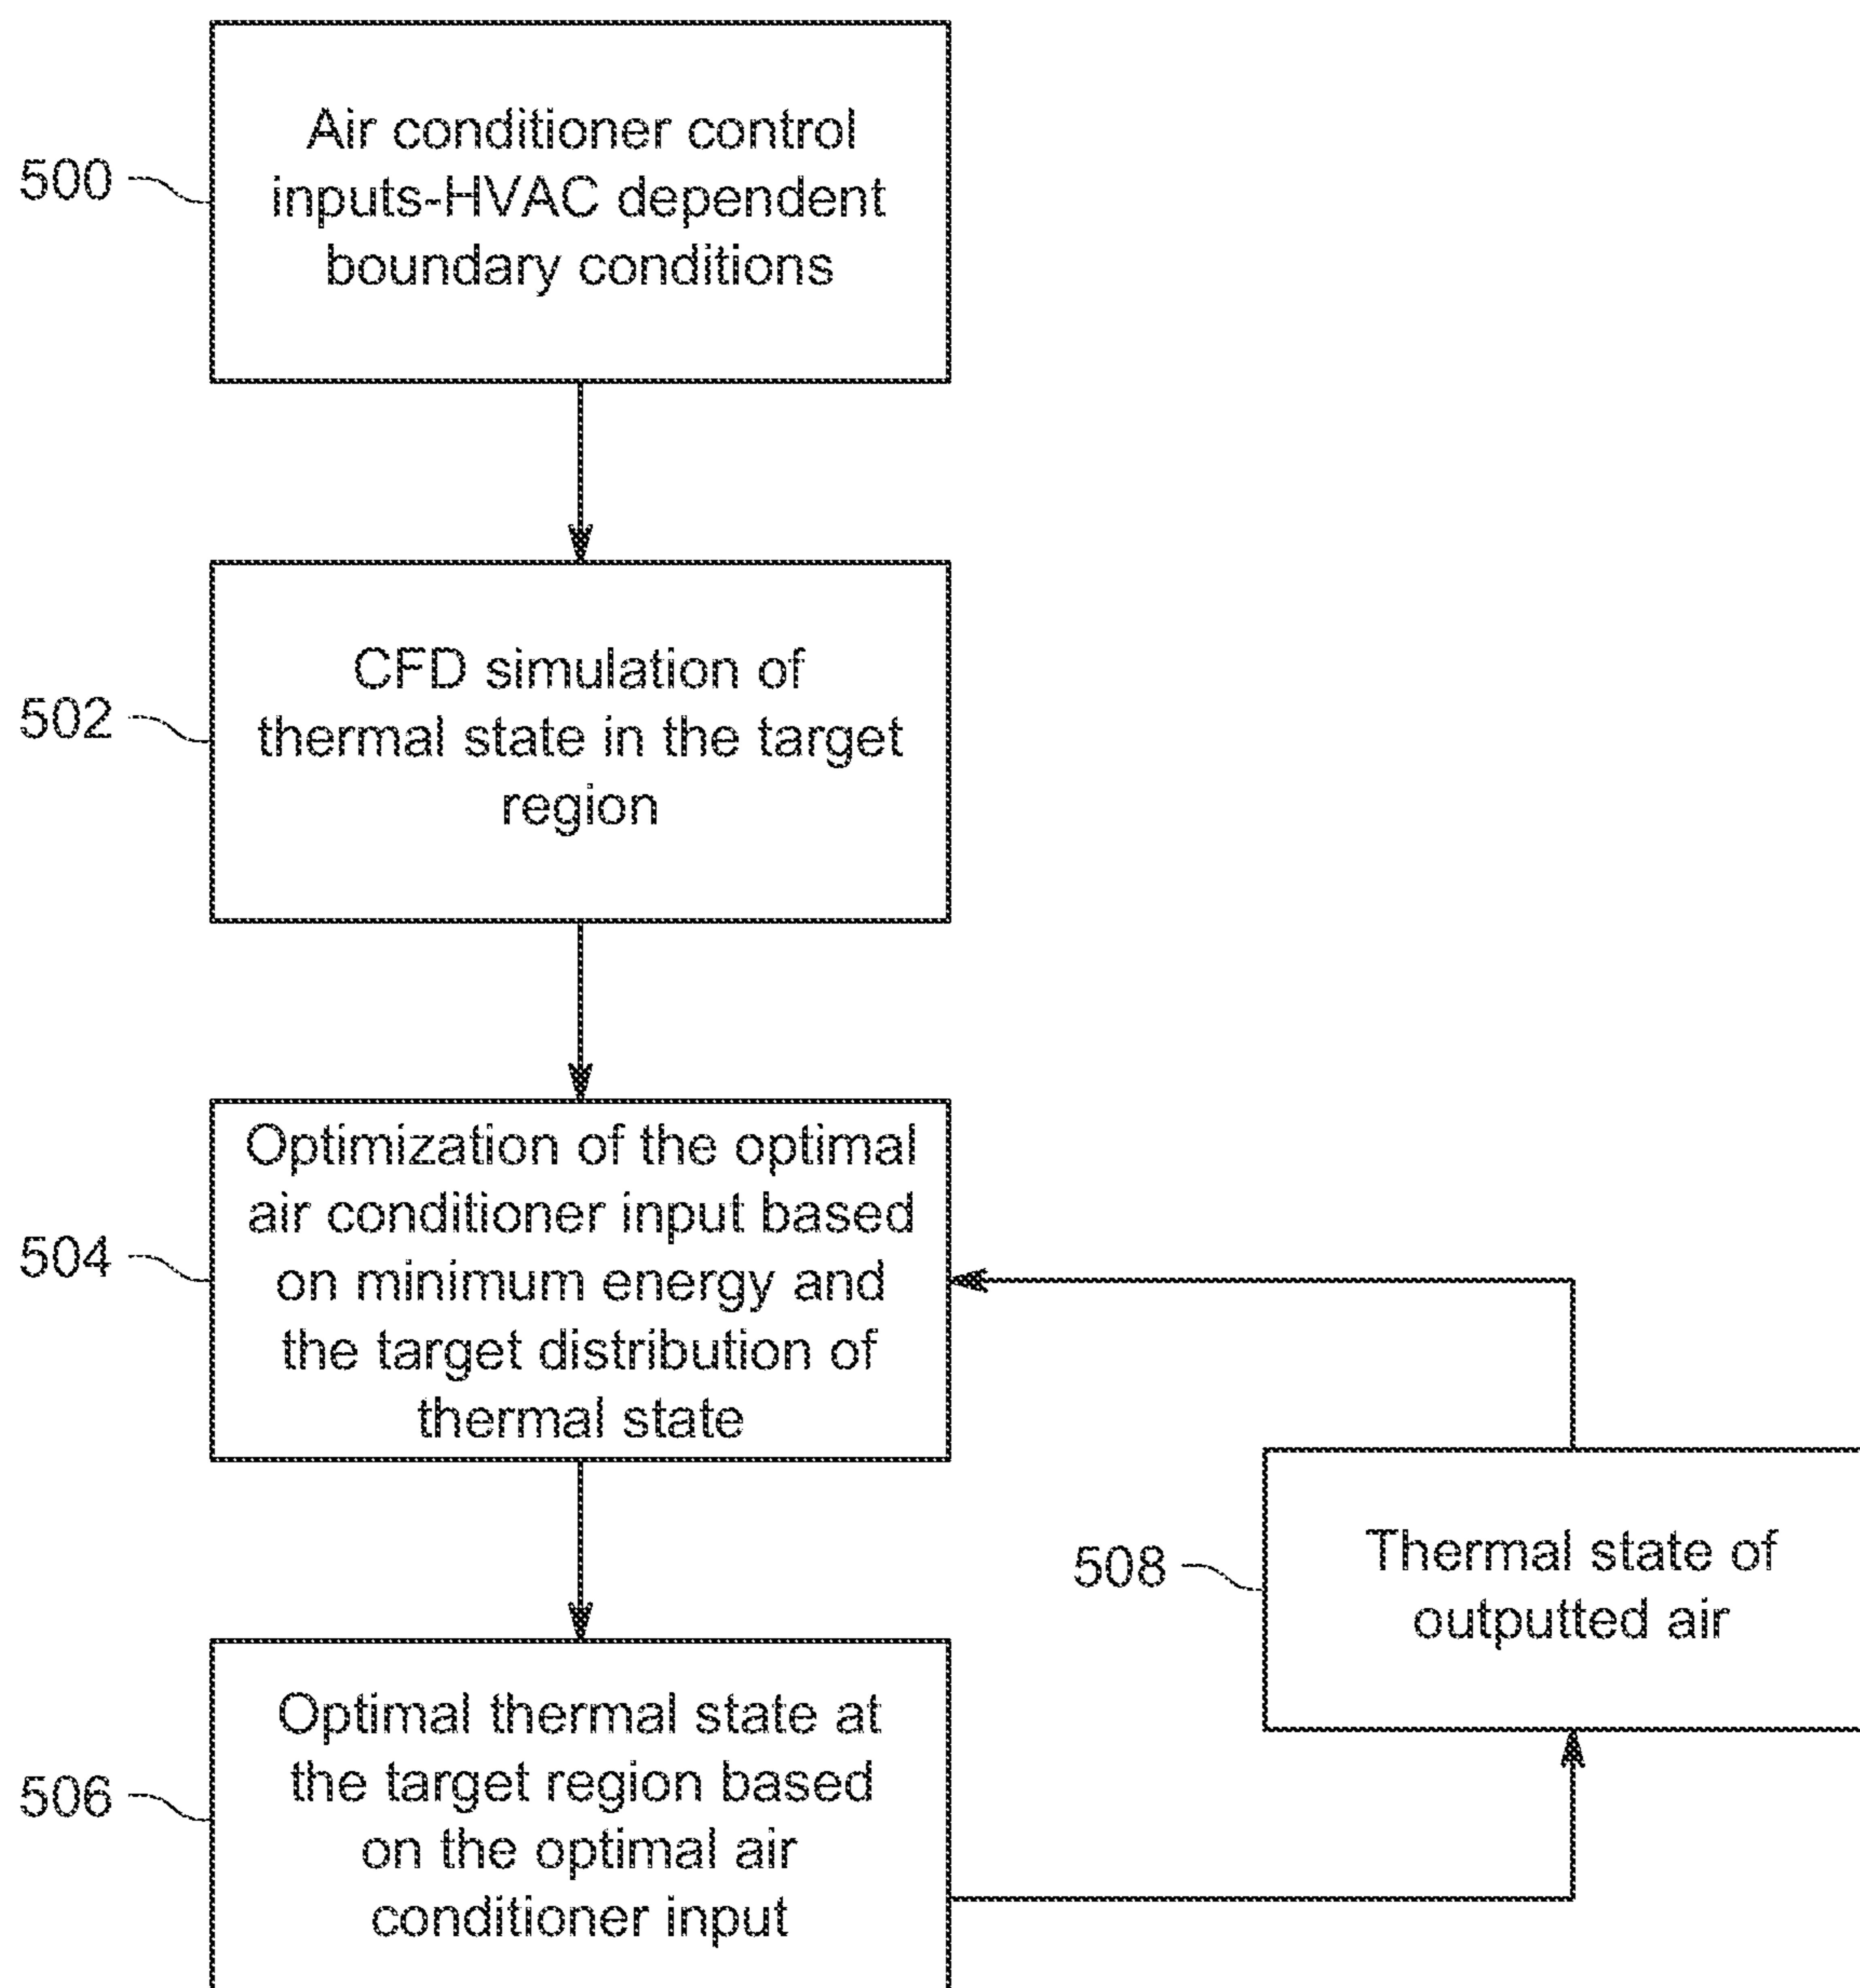 500
Air conditioner control
inputs-HVAC dependent
boundary conditions
502
CFD simulation of
thermal state in the target
region
504
Optimization of the optimal
air conditioner input based
on minimum energy and
the target distribution of
thermal state
508
Thermal state of
outputted air
506
Optimal thermal state at
the target region based
on the optimal air
conditioner input